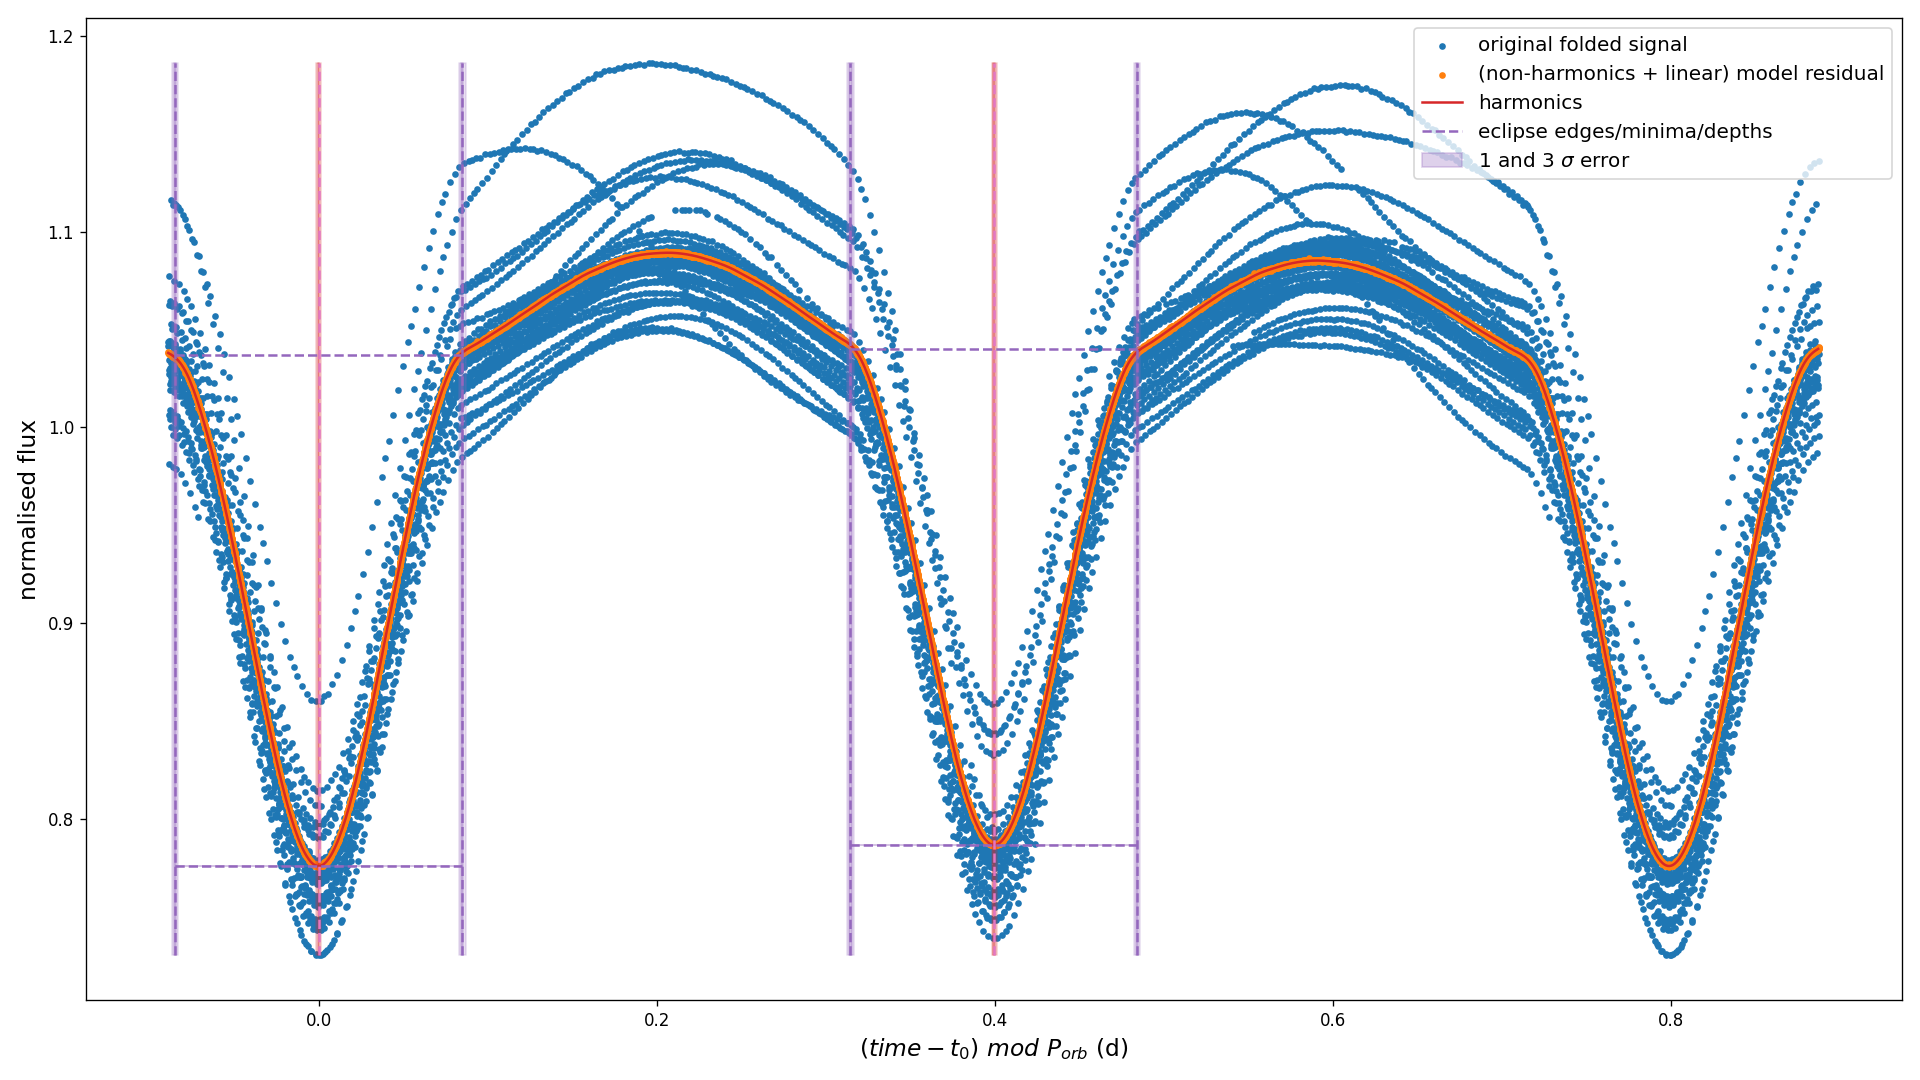 original folded signal
(non-harmonics + linear) model residual
harmonics
eclipse edges/minima/depths
1 and 3 σ error
normalised flux
1.2
1.1
1.0
0.9
0.8
0.0 0.2 0.4 0.6 0.8
(time − t₀) mod Pₒᵣb (d)